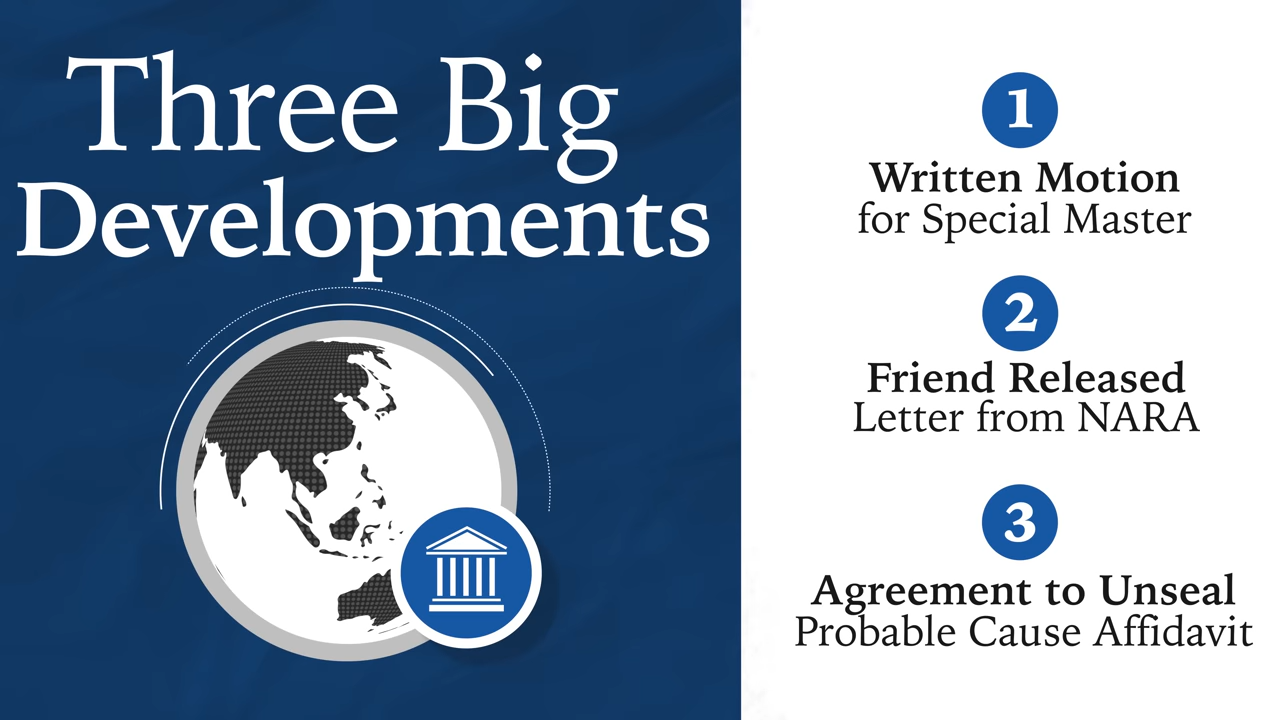 Three Big
Developments
1
Written Motion
for Special Master
2
Friend Released
Letter from NARA
3
Agreement to Unseal
Probable Cause Affidavit